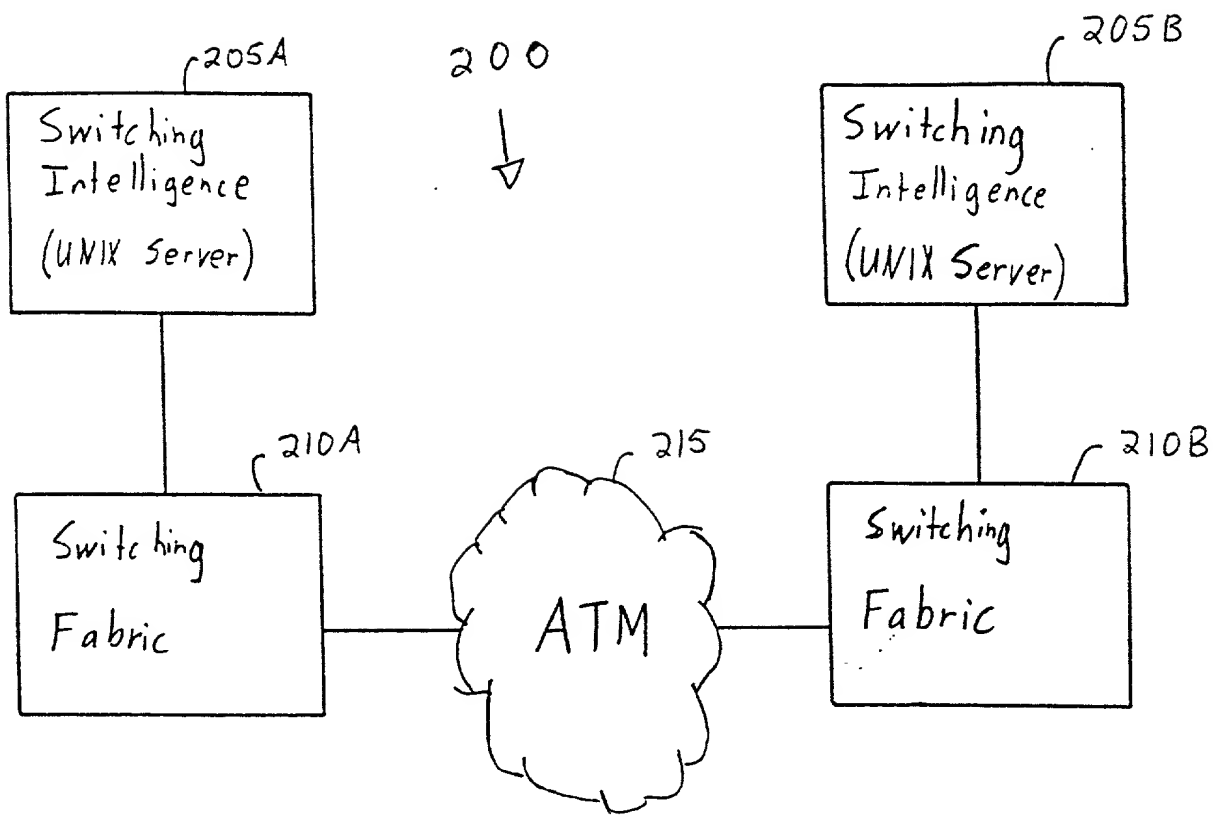 205A
200
205B
Switching
Intelligence
(UNIX Server)
Switching
Intelligence
(UNIX Server)
210A
215
210B
Switching
Fabric
ATM
Switching
Fabric